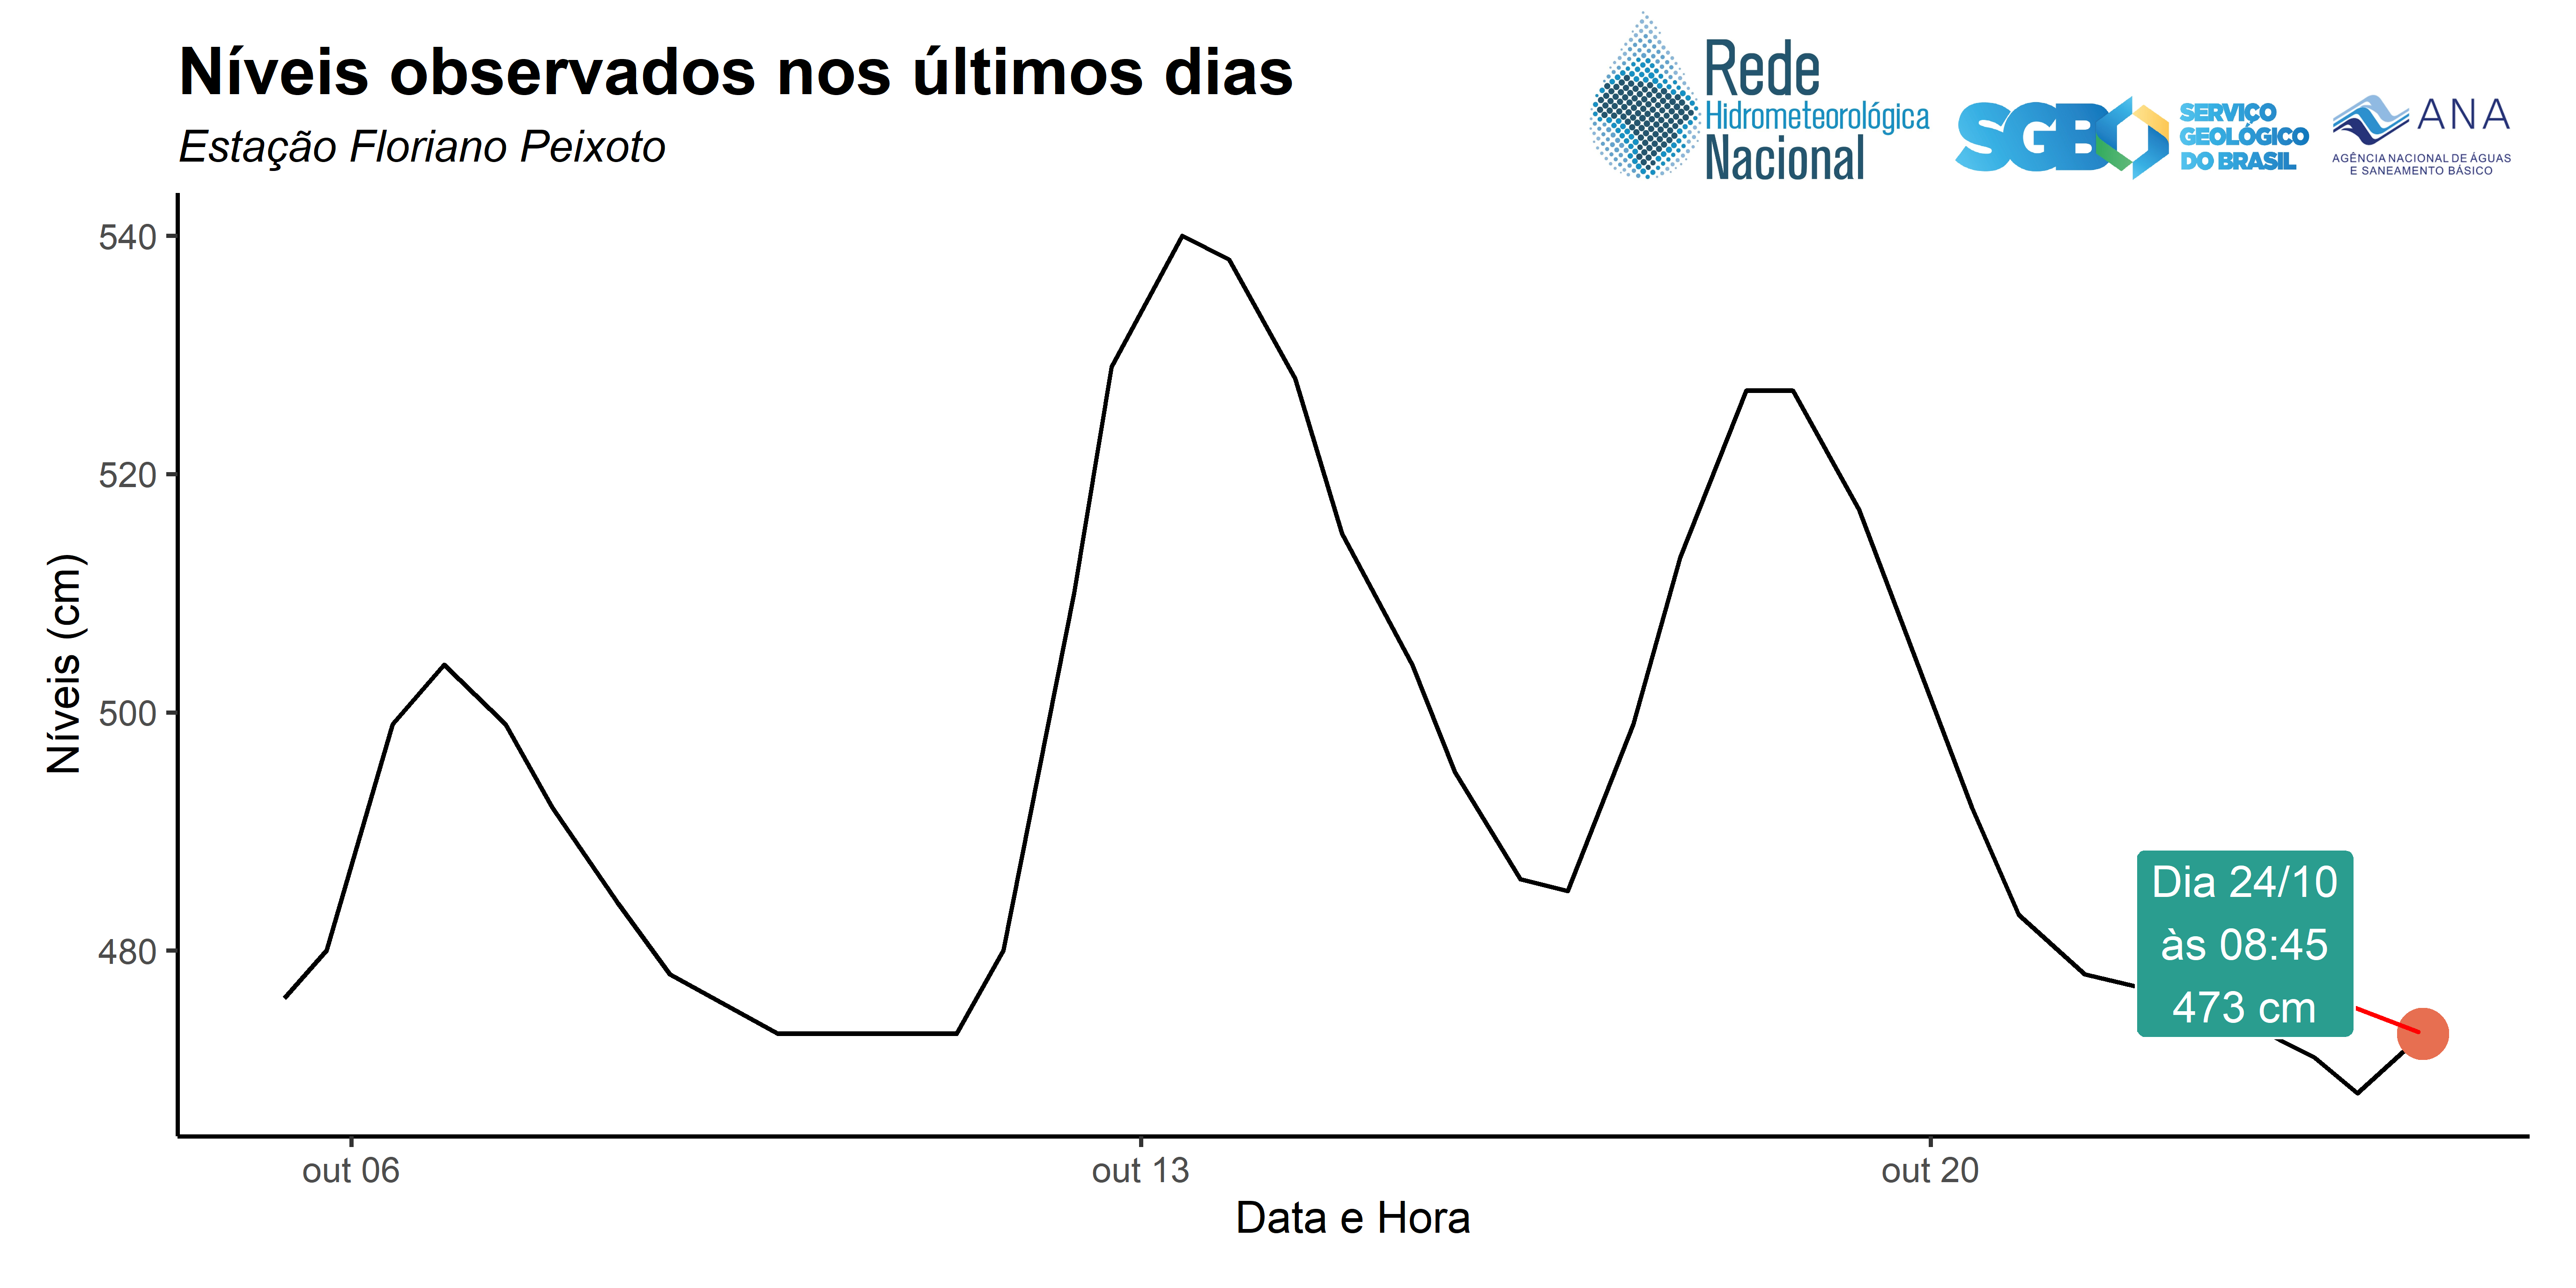 Níveis observados nos últimos dias
Estação Floriano Peixoto
Rede
Hidrometeorológica
Nacional
SGB
SERVIÇO
GEOLÓGICO
DO BRASIL
ANA
AGÊNCIA NACIONAL DE ÁGUAS
E SANEAMENTO BÁSICO
540
520
500
480
Níveis (cm)
Dia 24/10
às 08:45
473 cm
out 06
out 13
out 20
Data e Hora